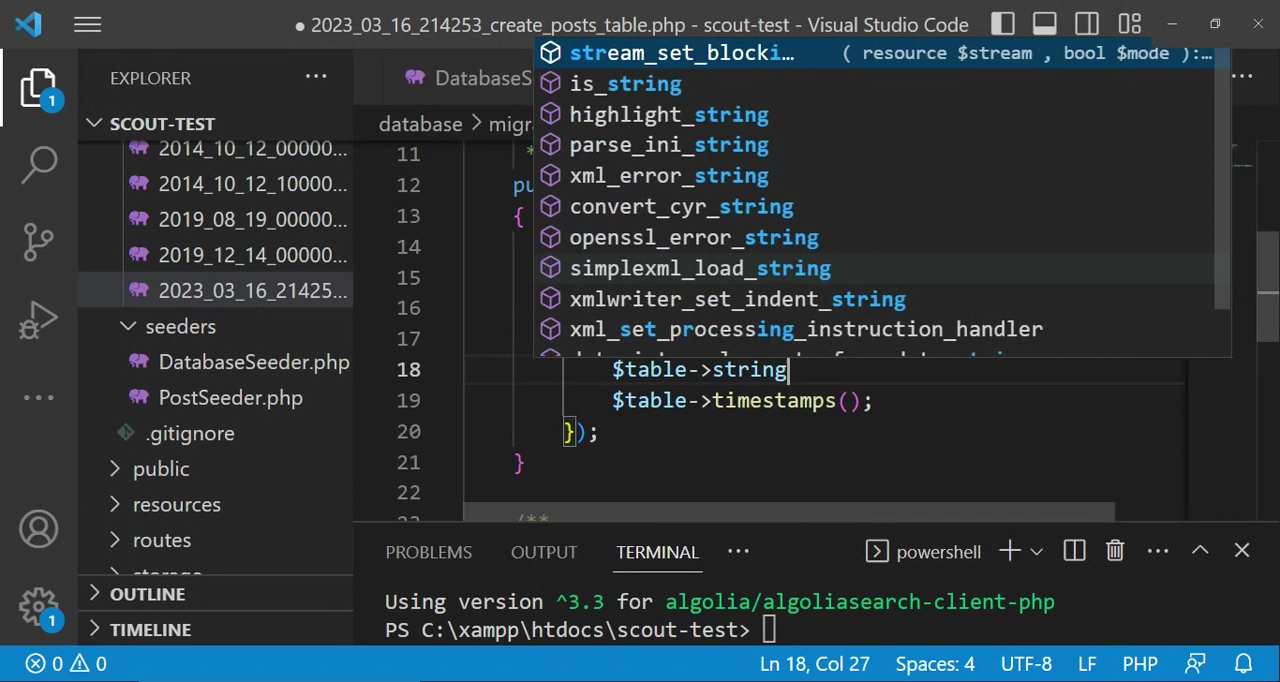 ● 2023_03_16_214253_create_posts_table.php - scout-test - Visual Studio Code
1
EXPLORER
SCOUT-TEST
2014_10_12_00000...
2014_10_12_10000...
2019_08_19_00000...
2019_12_14_00000...
2023_03_16_21425...
seeders
DatabaseSeeder.php
PostSeeder.php
.gitignore
public
resources
routes
OUTLINE
TIMELINE
1
DatabaseS
database > migra
stream_set_blocki… ( resource $stream , bool $mode ):…
is_string
highlight_string
parse_ini_string
xml_error_string
convert_cyr_string
openssl_error_string
simplexml_load_string
xmlwriter_set_indent_string
xml_set_processing_instruction_handler
11 *
12 pu
13 {
14
15
16
17
18 $table->string
19 $table->timestamps();
20 });
21 }
22
/**
PROBLEMS OUTPUT TERMINAL ... powershell
Using version ^3.3 for algolia/algoliasearch-client-php
PS C:\xampp\htdocs\scout-test>
0 0 Ln 18, Col 27 Spaces: 4 UTF-8 LF PHP